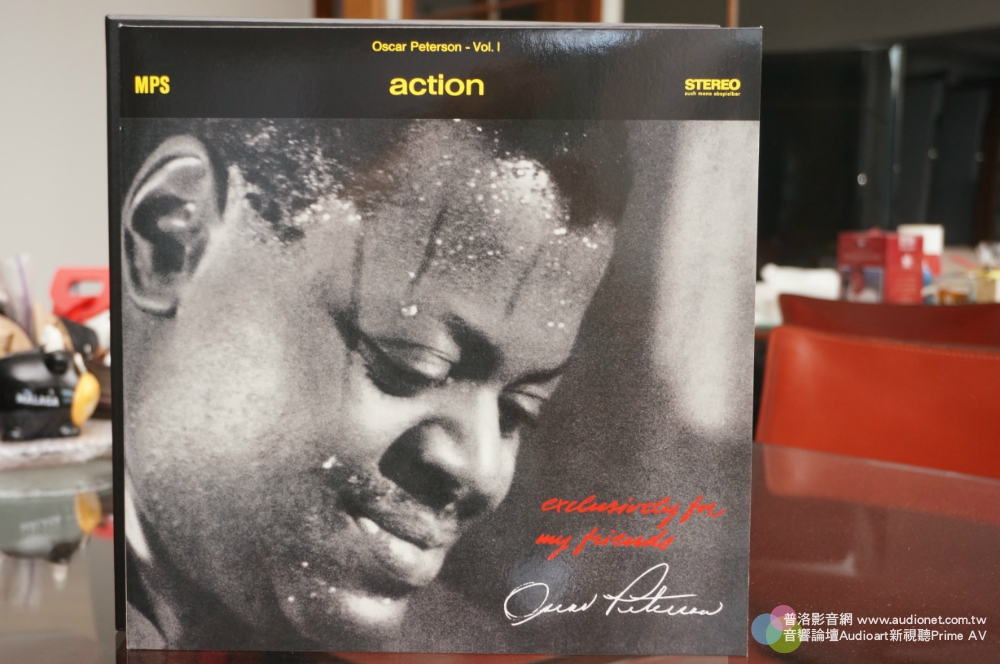 Oscar Peterson - Vol. I
MPS
action
STEREO
auch mono abspielbar
exclusively for
my friends
Oscar Peterson
MALAGA
普洛影音網 www.audionet.com.tw
音響論壇Audioart新視聽Prime AV